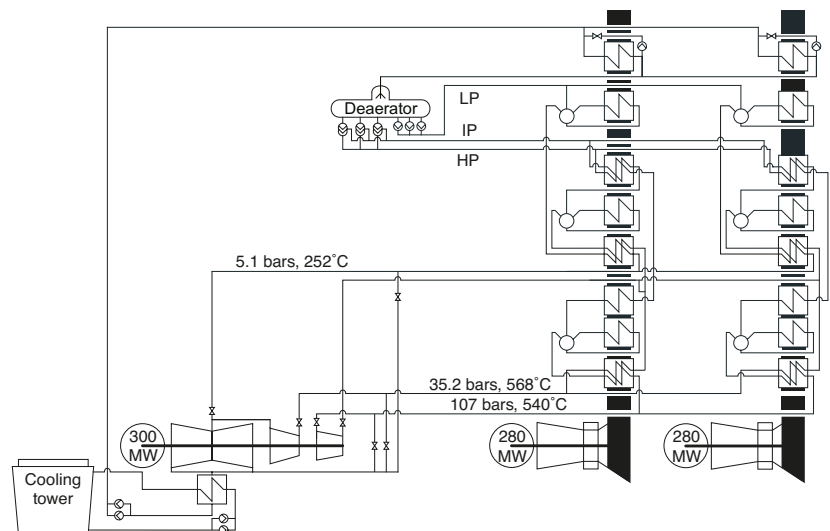 LP
Deaerator
IP
HP
5.1 bars, 252˚C
35.2 bars, 568˚C
107 bars, 540˚C
300
MW
280
MW
280
MW
Cooling
tower